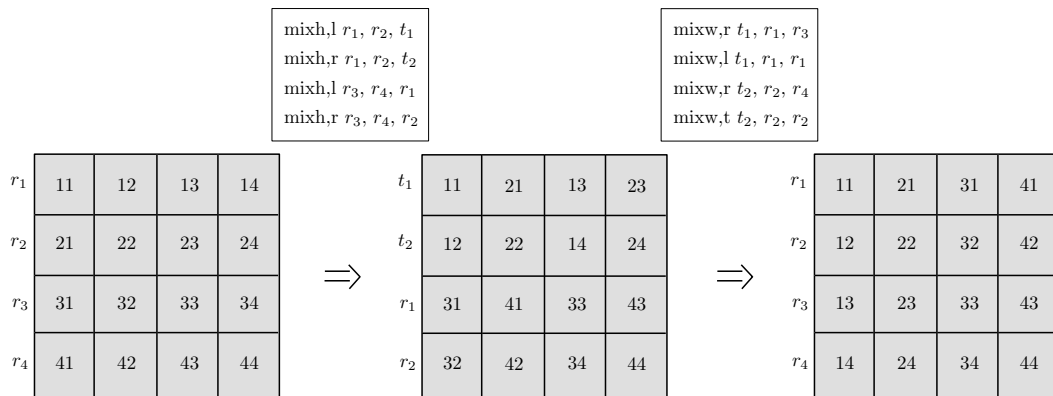 mixh,l r₁, r₂, t₁
mixh,r r₁, r₂, t₂
mixh,l r₃, r₄, r₁
mixh,r r₃, r₄, r₂
mixw,r t₁, r₁, r₃
mixw,l t₁, r₁, r₁
mixw,r t₂, r₂, r₄
mixw,t t₂, r₂, r₂
r₁ 11 12 13 14
r₂ 21 22 23 24
r₃ 31 32 33 34
r₄ 41 42 43 44
⇒
t₁ 11 21 13 23
t₂ 12 22 14 24
r₁ 31 41 33 43
r₂ 32 42 34 44
⇒
r₁ 11 21 31 41
r₂ 12 22 32 42
r₃ 13 23 33 43
r₄ 14 24 34 44